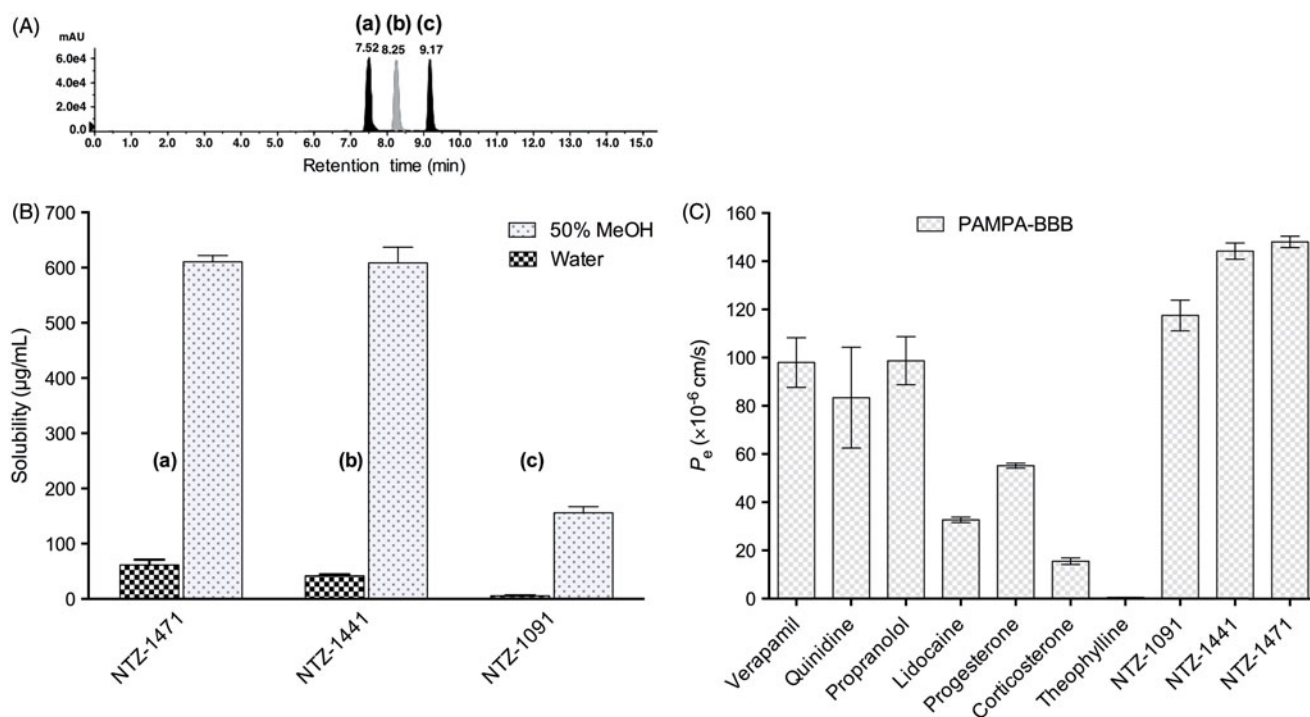 (A)
mAU
(a) (b) (c)
7.52 8.25 9.17
6.0e4
4.0e4
2.0e4
0.0
0.0 1.0 2.0 3.0 4.0 5.0 6.0 7.0 8.0 9.0 10.0 11.0 12.0 13.0 14.0 15.0
Retention time (min)
(B)
Solubility (µg/mL)
700
600
500
400
300
200
100
0
50% MeOH
Water
(a)
(b)
(c)
NTZ-1471
NTZ-1441
NTZ-1091
(C)
Pe (×10⁻⁶ cm/s)
160
140
120
100
80
60
40
20
0
PAMPA-BBB
Verapamil
Quinidine
Propranolol
Lidocaine
Progesterone
Corticosterone
Theophylline
NTZ-1091
NTZ-1441
NTZ-1471